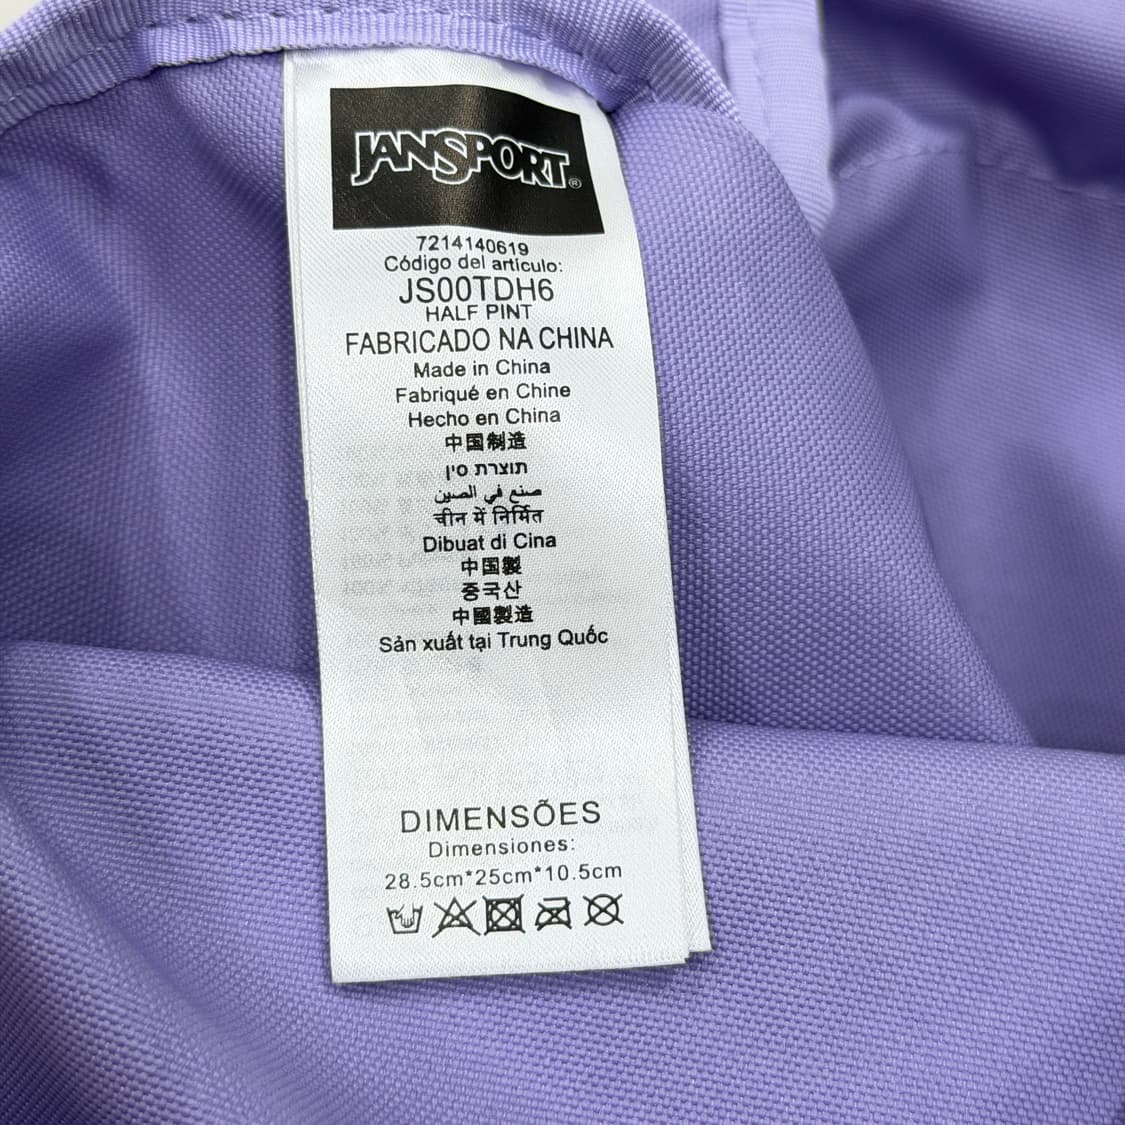 JANSPORT®
7214140619
Código del artículo:
JS00TDH6
HALF PINT
FABRICADO NA CHINA
Made in China
Fabriqué en Chine
Hecho en China
中国制造
תוצרת סין
صنع في الصين
चीन में निर्मित
Dibuat di Cina
中国製
중국산
中國製造
Sản xuất tại Trung Quốc
DIMENSÕES
Dimensiones:
28.5cm*25cm*10.5cm